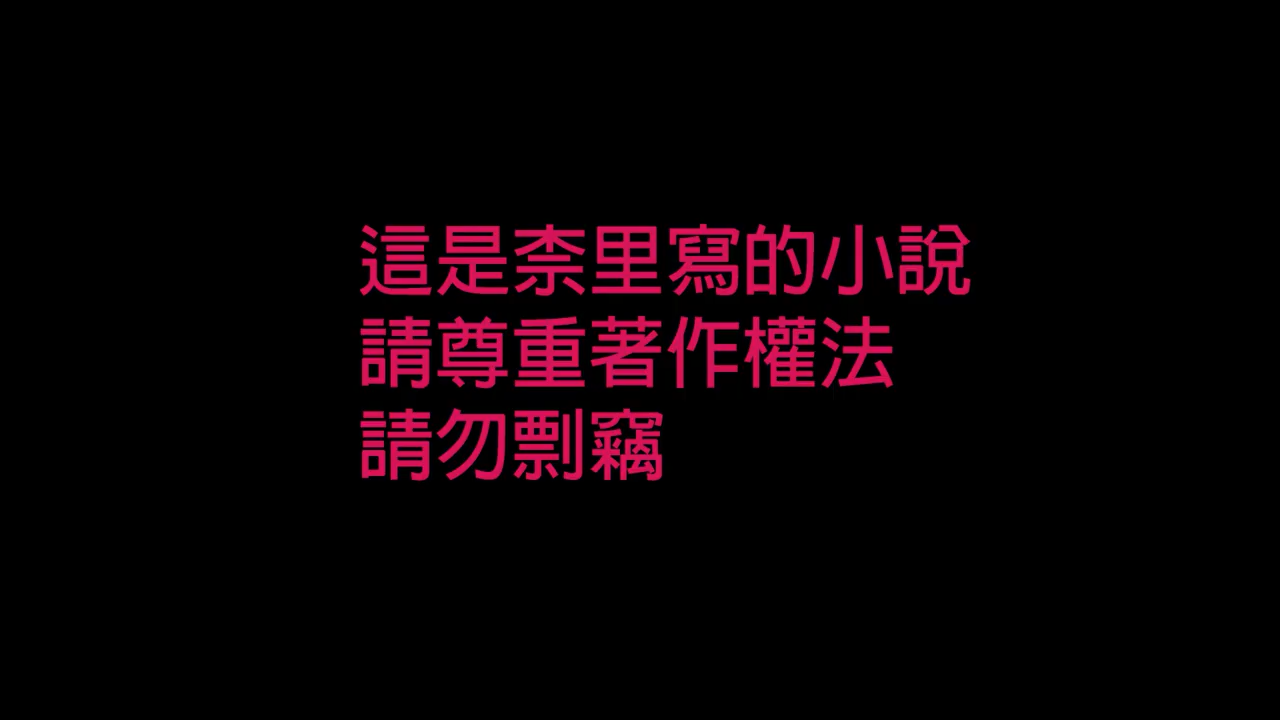 這是柰里寫的小說
請尊重著作權法
請勿剽竊